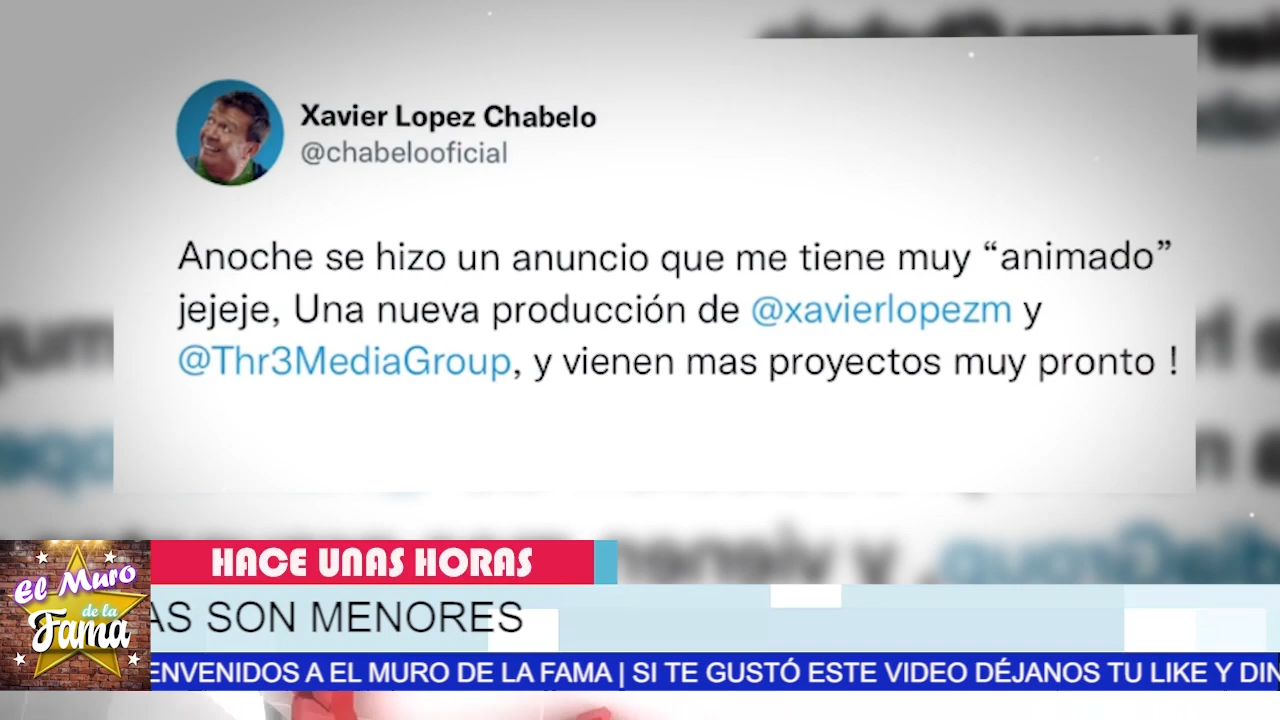 Xavier Lopez Chabelo
@chabelooficial
Anoche se hizo un anuncio que me tiene muy “animado”
jejeje, Una nueva producción de @xavierlopezm y
@Thr3MediaGroup, y vienen mas proyectos muy pronto !
HACE UNAS HORAS
El Muro
de la
Fama
AS SON MENORES
ENVENIDOS A EL MURO DE LA FAMA | SI TE GUSTÓ ESTE VIDEO DÉJANOS TU LIKE Y DIN